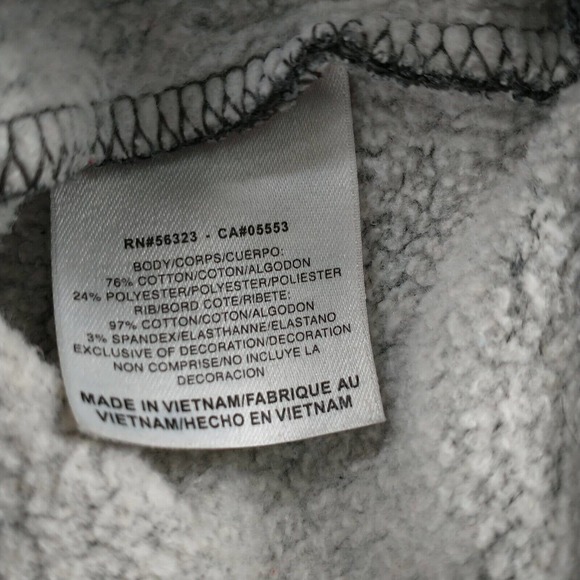 RN#56323 - CA#05553
BODY/CORPS/CUERPO:
76% COTTON/COTON/ALGODON
24% POLYESTER/POLYESTER/POLIESTER
RIB/BORD COTE/RIBETE:
97% COTTON/COTON/ALGODON
3% SPANDEX/ELASTHANNE/ELASTANO
EXCLUSIVE OF DECORATION/DECORATION
NON COMPRISE/NO INCLUYE LA
DECORACION
MADE IN VIETNAM/FABRIQUE AU
VIETNAM/HECHO EN VIETNAM